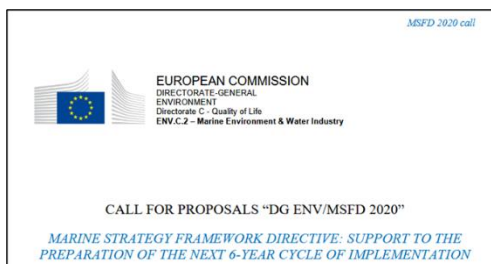 MSFD 2020 call
EUROPEAN COMMISSION
DIRECTORATE-GENERAL
ENVIRONMENT
Directorate C - Quality of Life
ENV.C.2 – Marine Environment & Water Industry
CALL FOR PROPOSALS “DG ENV/MSFD 2020”
MARINE STRATEGY FRAMEWORK DIRECTIVE: SUPPORT TO THE
PREPARATION OF THE NEXT 6-YEAR CYCLE OF IMPLEMENTATION